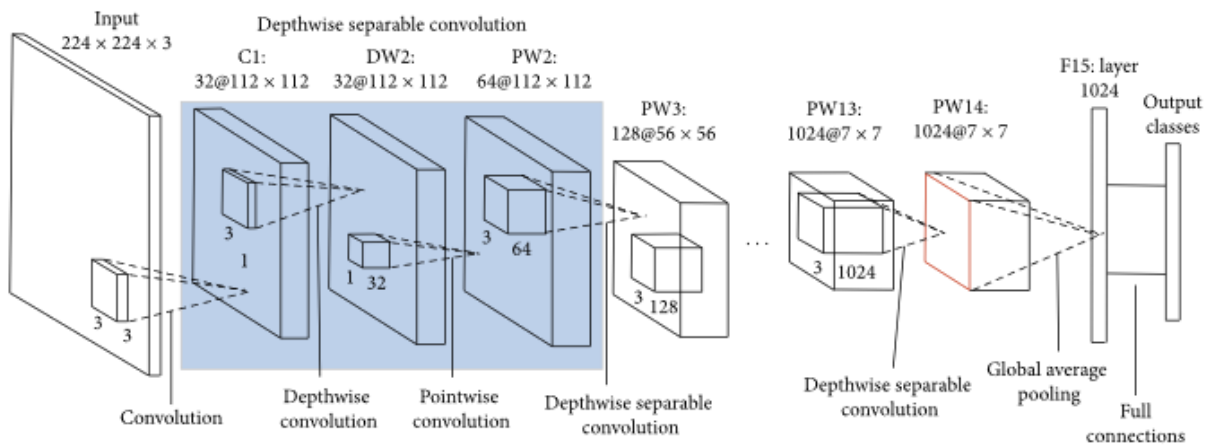 Input
224 × 224 × 3
Depthwise separable convolution
C1:
32@112 × 112
DW2:
32@112 × 112
PW2:
64@112 × 112
PW3:
128@56 × 56
PW13:
1024@7 × 7
PW14:
1024@7 × 7
F15: layer
1024
Output
classes
3
3
3
1
1
32
3
64
3
128
...
3
1024
Convolution
Depthwise
convolution
Pointwise
convolution
Depthwise separable
convolution
Depthwise separable
convolution
Global average
pooling
Full
connections